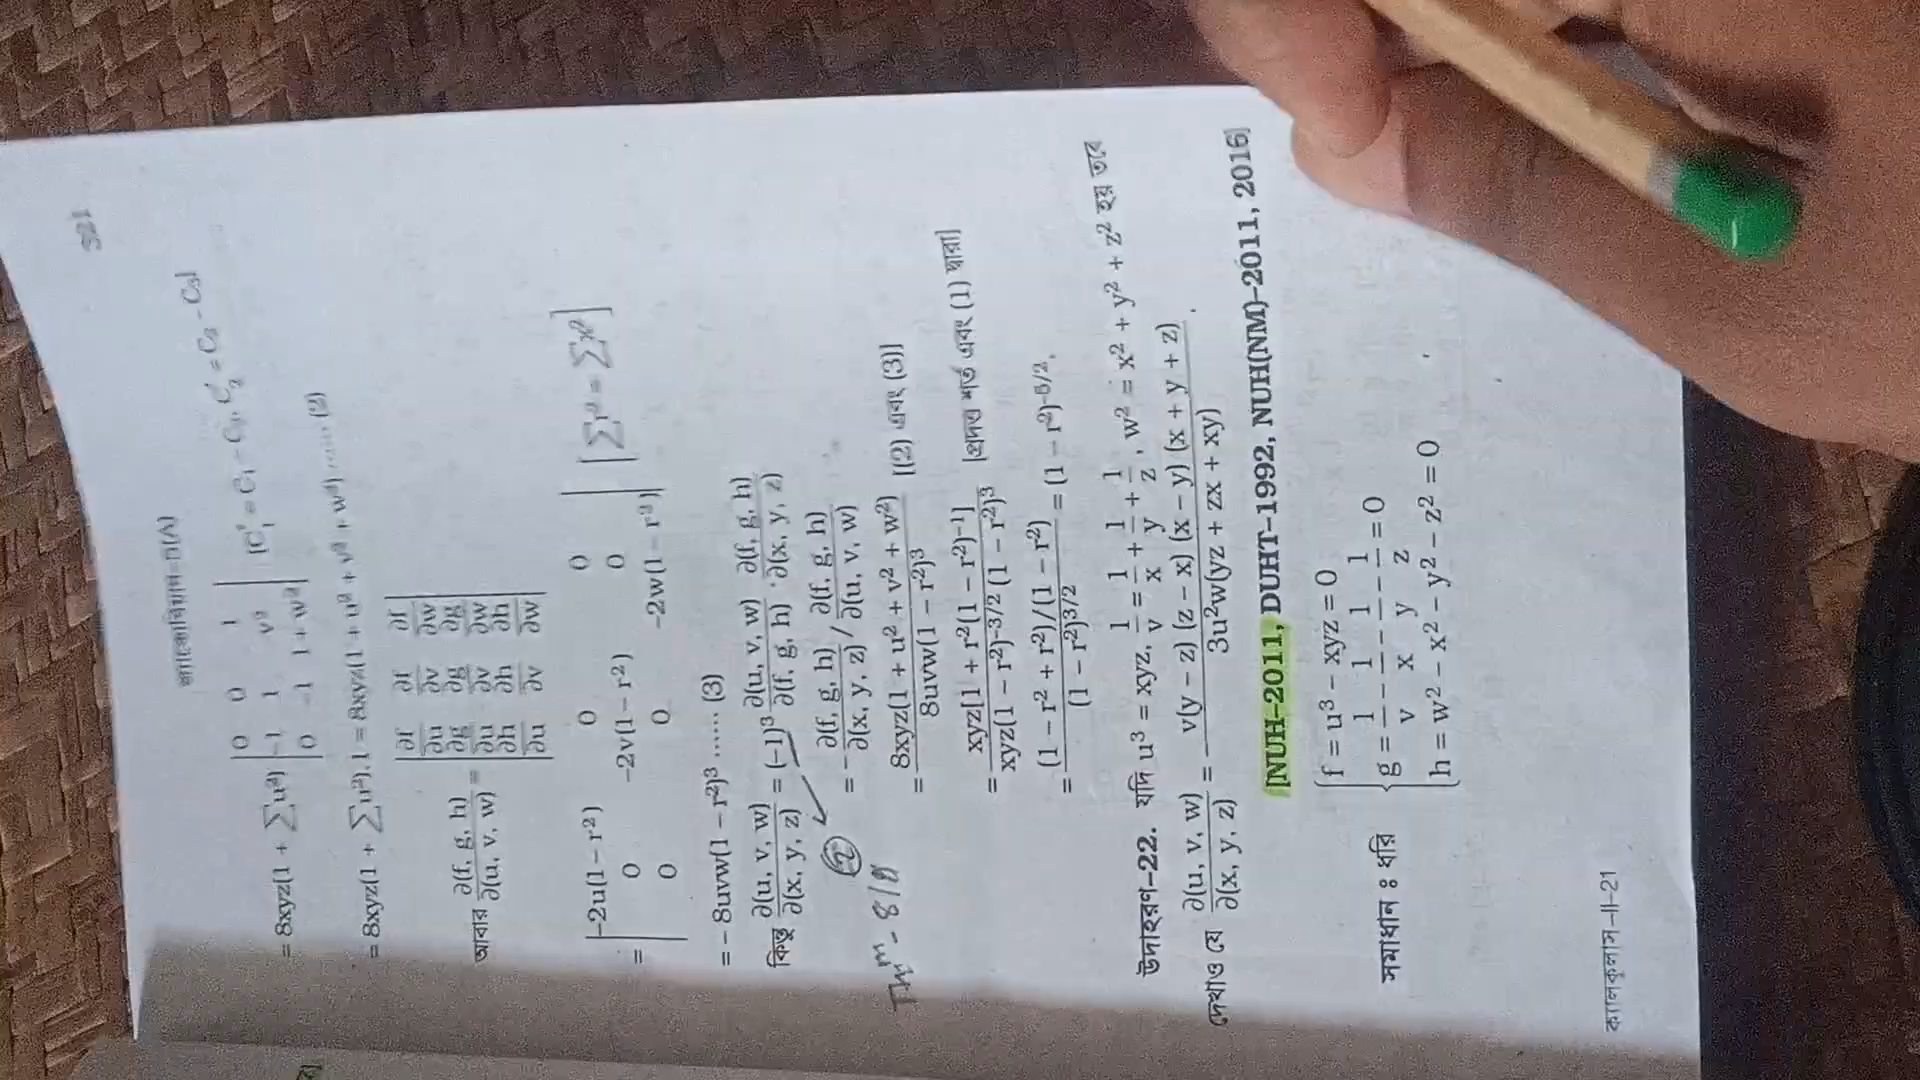 321
জ্যাকোবিয়ান-II(A)
= 8xyz(1 + ∑u²) | 0 0 1 | -1 1 v² | 0 -1 1 + w² | [C₁' = C₁ - C₂, C₂' = C₂ - C₃]
= 8xyz(1 + ∑u²).1 = 8xyz(1 + u² + v² + w²) ...... (2)
আবার ∂(f, g, h)/∂(u, v, w) = | ∂f/∂u ∂f/∂v ∂f/∂w | ∂g/∂u ∂g/∂v ∂g/∂w | ∂h/∂u ∂h/∂v ∂h/∂w |
= | -2u(1 - r²) 0 0 | 0 -2v(1 - r²) 0 | 0 0 -2w(1 - r²) |
= - 8uvw(1 - r²)³ ...... (3)
কিন্তু ∂(u, v, w)/∂(x, y, z) = (-1)³ ∂(u, v, w)/∂(f, g, h) · ∂(f, g, h)/∂(x, y, z)
= - ∂(f, g, h)/∂(x, y, z) / ∂(f, g, h)/∂(u, v, w)
Thm - 8/
= 8xyz(1 + u² + v² + w²)/8uvw(1 - r²)³ [(2) এবং (3)]
= xyz[1 + r²(1 - r²)-1]/xyz(1 - r²)-3/2 (1 - r²)³ [প্রদত্ত শর্ত এবং (1) দ্বারা]
= (1 - r² + r²)/(1 - r²)/(1 - r²)3/2 = (1 - r²)-5/2.
উদাহরণ-22. যদি u³ = xyz, 1/v = 1/x + 1/y + 1/z, w² = x² + y² + z² হয় তবে
দেখাও যে ∂(u, v, w)/∂(x, y, z) = - v(y - z) (z - x) (x - y) (x + y + z)/3u²w(yz + zx + xy).
[NUH-2011, DUHT-1992, NUH(NM)-2011, 2016]
সমাধান ঃ ধরি { f = u³ - xyz = 0
g = 1/v - 1/x - 1/y - 1/z = 0
h = w² - x² - y² - z² = 0
ক্যালকুলাস-II-21